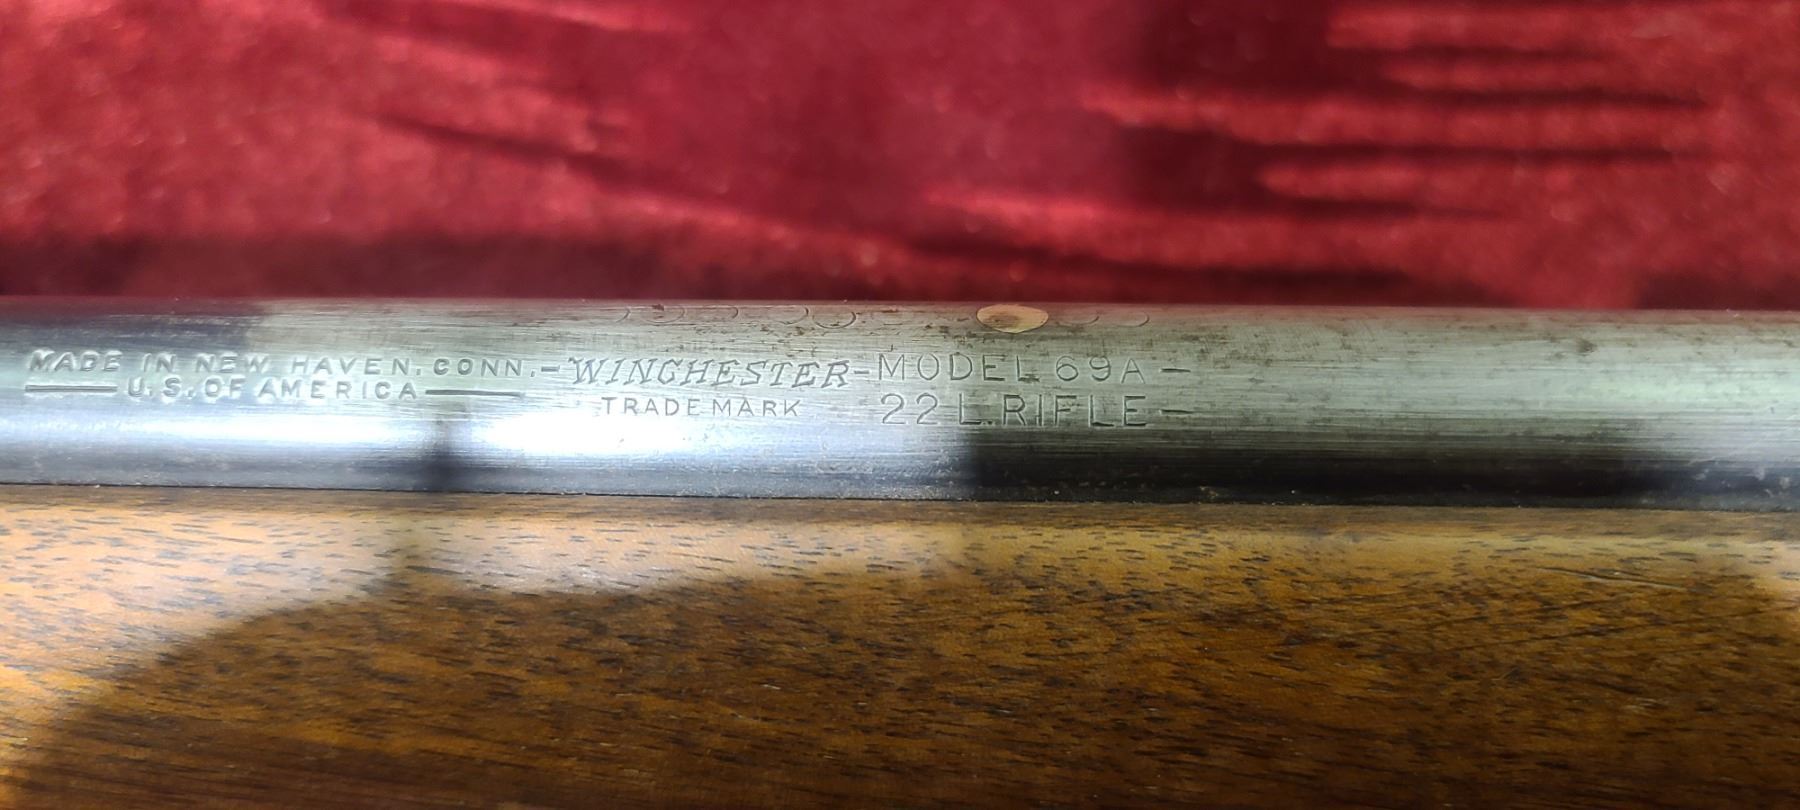 MADE IN NEW HAVEN, CONN. -WINCHESTER- MODEL 69A -
U.S. OF AMERICA TRADE MARK 22 L. RIFLE -